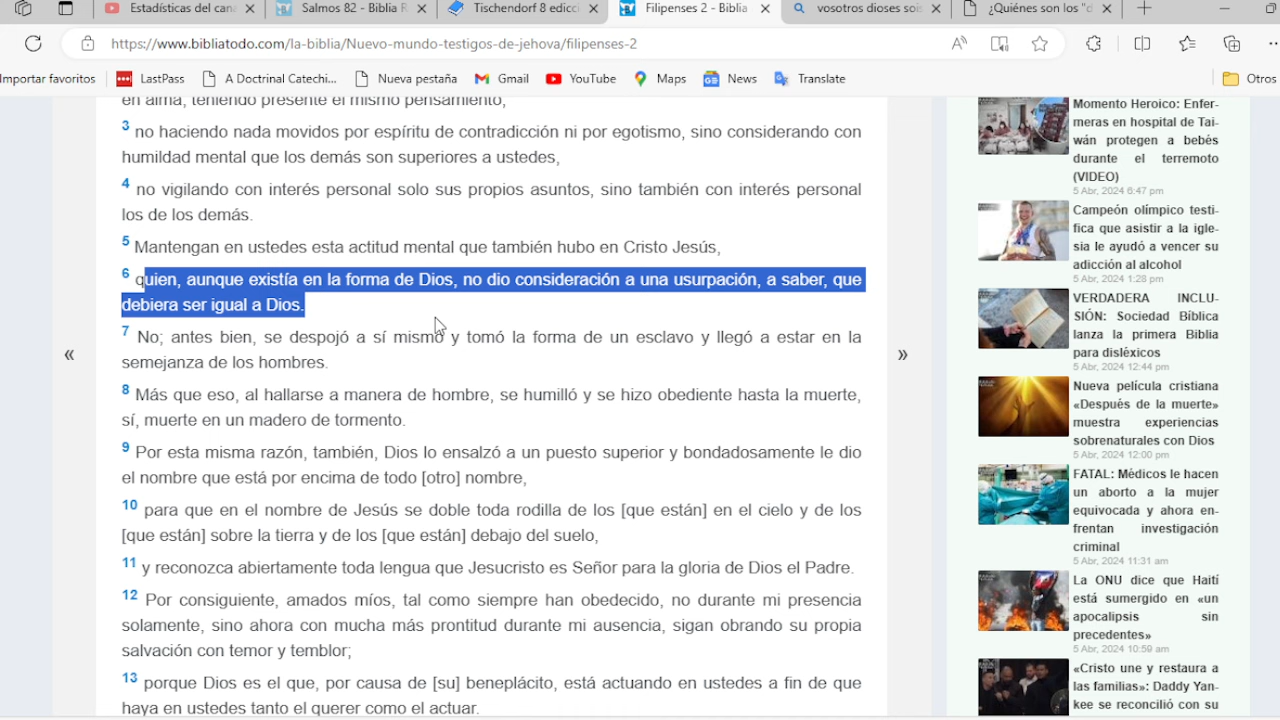 Estadísticas del cana
Salmos 82 - Biblia R
Tischendorf 8 edicci
Filipenses 2 - Biblia
vosotros dioses sois
¿Quiénes son los "d
https://www.bibliatodo.com/la-biblia/Nuevo-mundo-testigos-de-jehova/filipenses-2
mportar favoritos
LastPass
A Doctrinal Catechi...
Nueva pestaña
Gmail
YouTube
Maps
News
Translate
Otros
en alma, teniendo presente el mismo pensamiento,
3 no haciendo nada movidos por espíritu de contradicción ni por egotismo, sino considerando con
humildad mental que los demás son superiores a ustedes,
4 no vigilando con interés personal solo sus propios asuntos, sino también con interés personal
los de los demás.
5 Mantengan en ustedes esta actitud mental que también hubo en Cristo Jesús,
6 quien, aunque existía en la forma de Dios, no dio consideración a una usurpación, a saber, que
debiera ser igual a Dios.
7 No; antes bien, se despojó a sí mismo y tomó la forma de un esclavo y llegó a estar en la
semejanza de los hombres.
8 Más que eso, al hallarse a manera de hombre, se humilló y se hizo obediente hasta la muerte,
sí, muerte en un madero de tormento.
9 Por esta misma razón, también, Dios lo ensalzó a un puesto superior y bondadosamente le dio
el nombre que está por encima de todo [otro] nombre,
10 para que en el nombre de Jesús se doble toda rodilla de los [que están] en el cielo y de los
[que están] sobre la tierra y de los [que están] debajo del suelo,
11 y reconozca abiertamente toda lengua que Jesucristo es Señor para la gloria de Dios el Padre.
12 Por consiguiente, amados míos, tal como siempre han obedecido, no durante mi presencia
solamente, sino ahora con mucha más prontitud durante mi ausencia, sigan obrando su propia
salvación con temor y temblor;
13 porque Dios es el que, por causa de [su] beneplácito, está actuando en ustedes a fin de que
haya en ustedes tanto el querer como el actuar.
«
»
Momento Heroico: Enfer-
meras en hospital de Tai-
wán protegen a bebés
durante el terremoto
(VIDEO)
5 Abr, 2024 6:47 pm
Campeón olímpico testi-
fica que asistir a la igle-
sia le ayudó a vencer su
adicción al alcohol
5 Abr, 2024 1:28 pm
VERDADERA INCLU-
SIÓN: Sociedad Bíblica
lanza la primera Biblia
para disléxicos
5 Abr, 2024 12:44 pm
Nueva película cristiana
«Después de la muerte»
muestra experiencias
sobrenaturales con Dios
5 Abr, 2024 12:00 pm
FATAL: Médicos le hacen
un aborto a la mujer
equivocada y ahora en-
frentan investigación
criminal
5 Abr, 2024 11:31 am
La ONU dice que Haití
está sumergido en «un
apocalipsis sin
precedentes»
5 Abr, 2024 10:59 am
«Cristo une y restaura a
las familias»: Daddy Yan-
kee se reconcilió con su